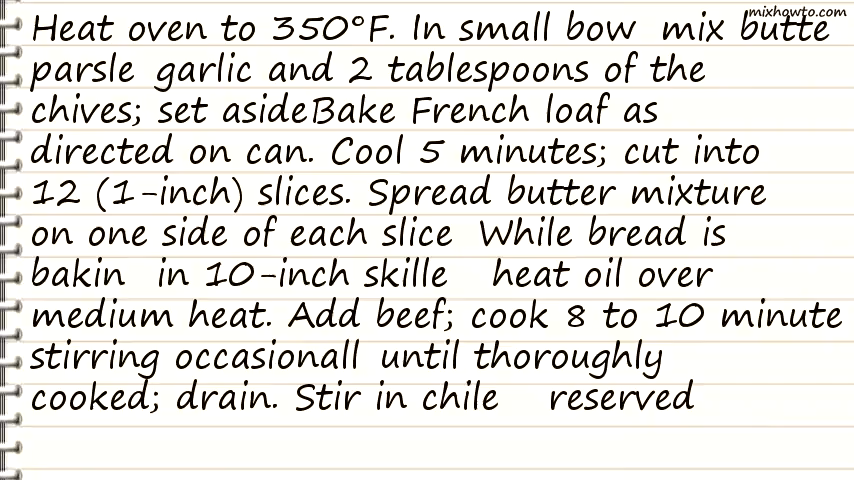 mixhowto.com
Heat oven to 350°F. In small bow mix butte
parsle garlic and 2 tablespoons of the
chives; set asideBake French loaf as
directed on can. Cool 5 minutes; cut into
12 (1-inch) slices. Spread butter mixture
on one side of each slice While bread is
bakin in 10-inch skille heat oil over
medium heat. Add beef; cook 8 to 10 minute
stirring occasionall until thoroughly
cooked; drain. Stir in chile reserved